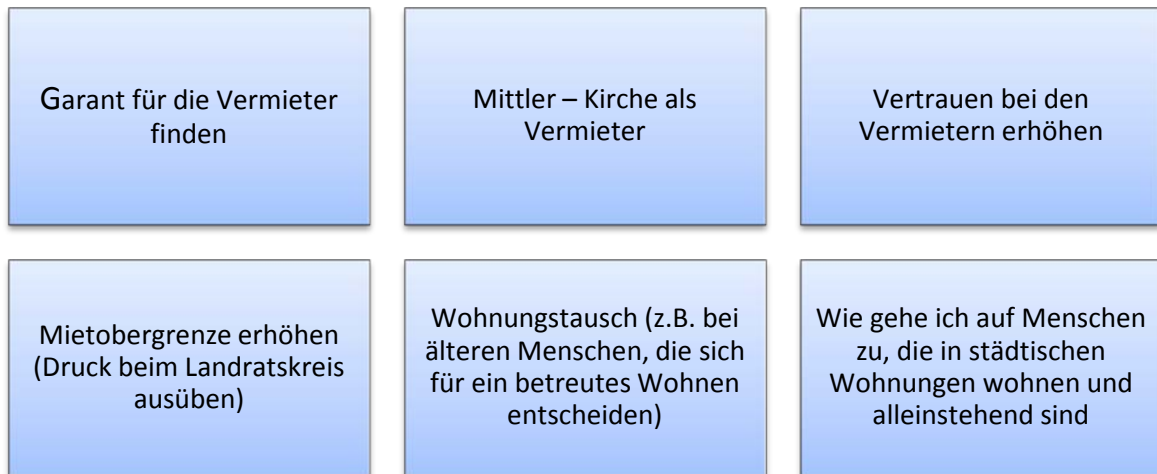 Garant für die Vermieter
finden
Mittler – Kirche als
Vermieter
Vertrauen bei den
Vermietern erhöhen
Mietobergrenze erhöhen
(Druck beim Landratskreis
ausüben)
Wohnungstausch (z.B. bei
älteren Menschen, die sich
für ein betreutes Wohnen
entscheiden)
Wie gehe ich auf Menschen
zu, die in städtischen
Wohnungen wohnen und
alleinstehend sind